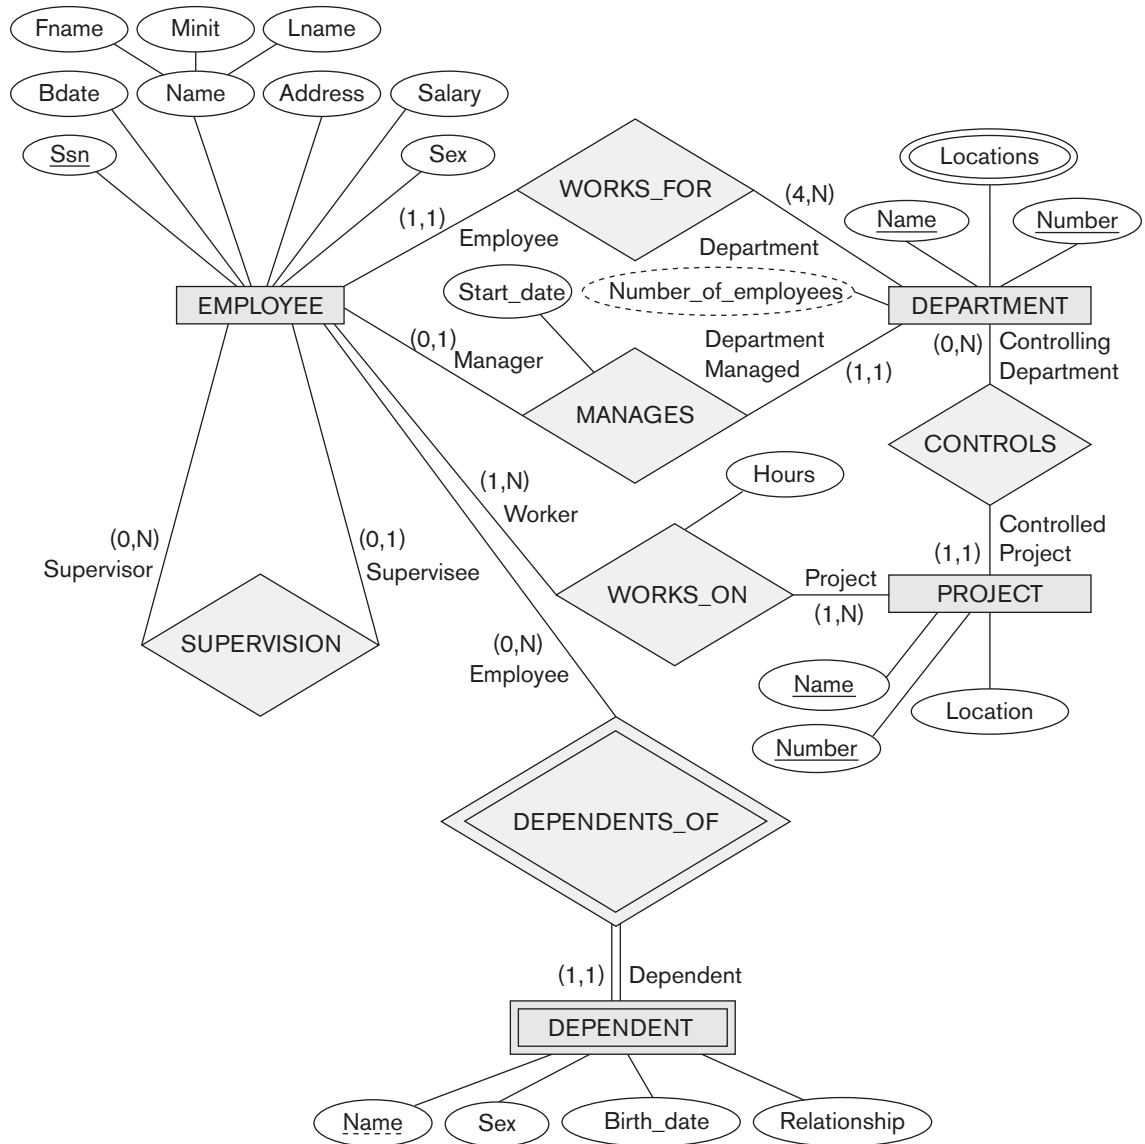 Fname
Minit
Lname
Bdate
Name
Address
Salary
Ssn
Sex
WORKS_FOR
Locations
Name
Number
(1,1)
Employee
(4,N)
Department
Start_date
Number_of_employees
EMPLOYEE
DEPARTMENT
(0,1)
Manager
Department
Managed
(1,1)
(0,N)
Controlling
Department
MANAGES
CONTROLS
Hours
(1,N)
Worker
(0,N)
Supervisor
(0,1)
Supervisee
Controlled
Project
(1,1)
WORKS_ON
Project
(1,N)
PROJECT
SUPERVISION
(0,N)
Employee
Name
Location
Number
DEPENDENTS_OF
(1,1)
Dependent
DEPENDENT
Name
Sex
Birth_date
Relationship